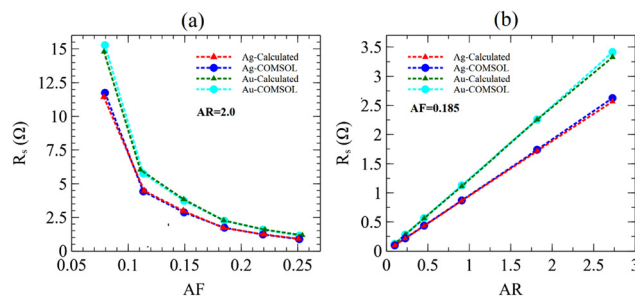 (a)
15
12.5
10
7.5
5
2.5
0
Rs (Ω)
Ag-Calculated
Ag-COMSOL
Au-Calculated
Au-COMSOL
AR=2.0
0.05 0.1 0.15 0.2 0.25
AF
(b)
3.5
3
2.5
2
1.5
1
0.5
0
Rs (Ω)
Ag-Calculated
Ag-COMSOL
Au-Calculated
Au-COMSOL
AF=0.185
0 0.5 1 1.5 2 2.5 3
AR